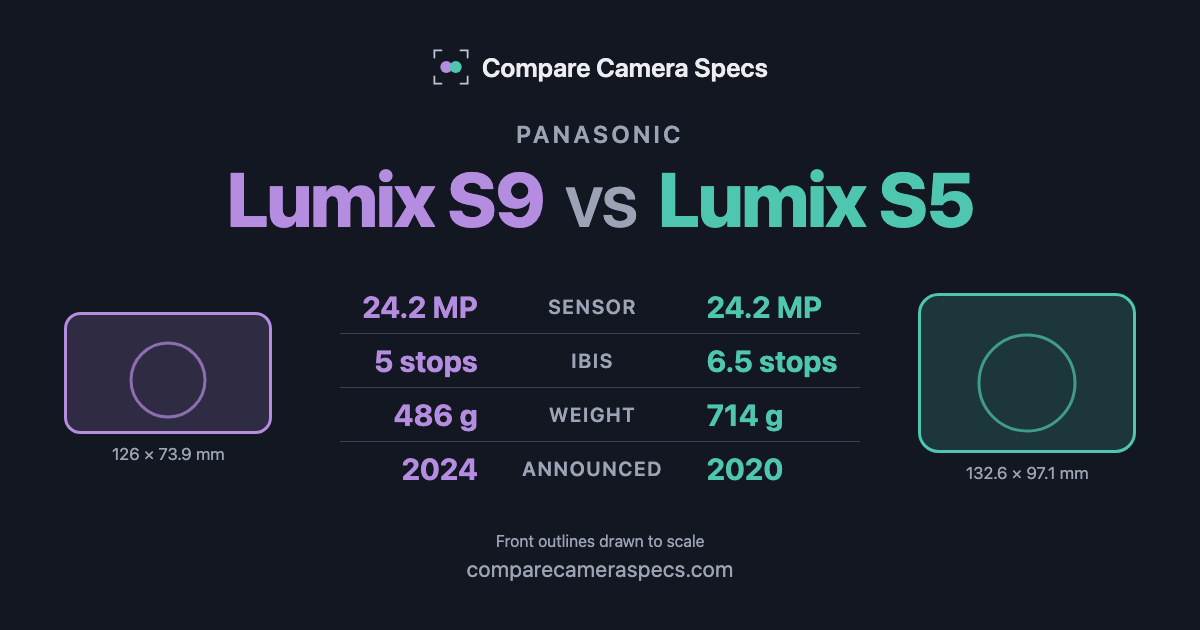 Compare Camera Specs
PANASONIC
Lumix S9 vs Lumix S5
24.2 MP SENSOR 24.2 MP
5 stops IBIS 6.5 stops
486 g WEIGHT 714 g
2024 ANNOUNCED 2020
126 × 73.9 mm
132.6 × 97.1 mm
Front outlines drawn to scale
comparecameraspecs.com